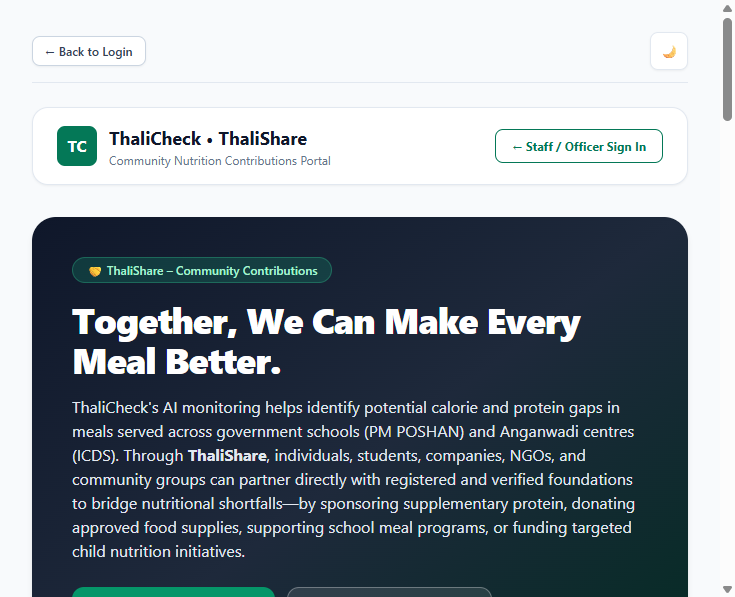 ← Back to Login
TC
ThaliCheck • ThaliShare
Community Nutrition Contributions Portal
← Staff / Officer Sign In
ThaliShare – Community Contributions
Together, We Can Make Every
Meal Better.
ThaliCheck's AI monitoring helps identify potential calorie and protein gaps in
meals served across government schools (PM POSHAN) and Anganwadi centres
(ICDS). Through ThaliShare, individuals, students, companies, NGOs, and
community groups can partner directly with registered and verified foundations
to bridge nutritional shortfalls—by sponsoring supplementary protein, donating
approved food supplies, supporting school meal programs, or funding targeted
child nutrition initiatives.